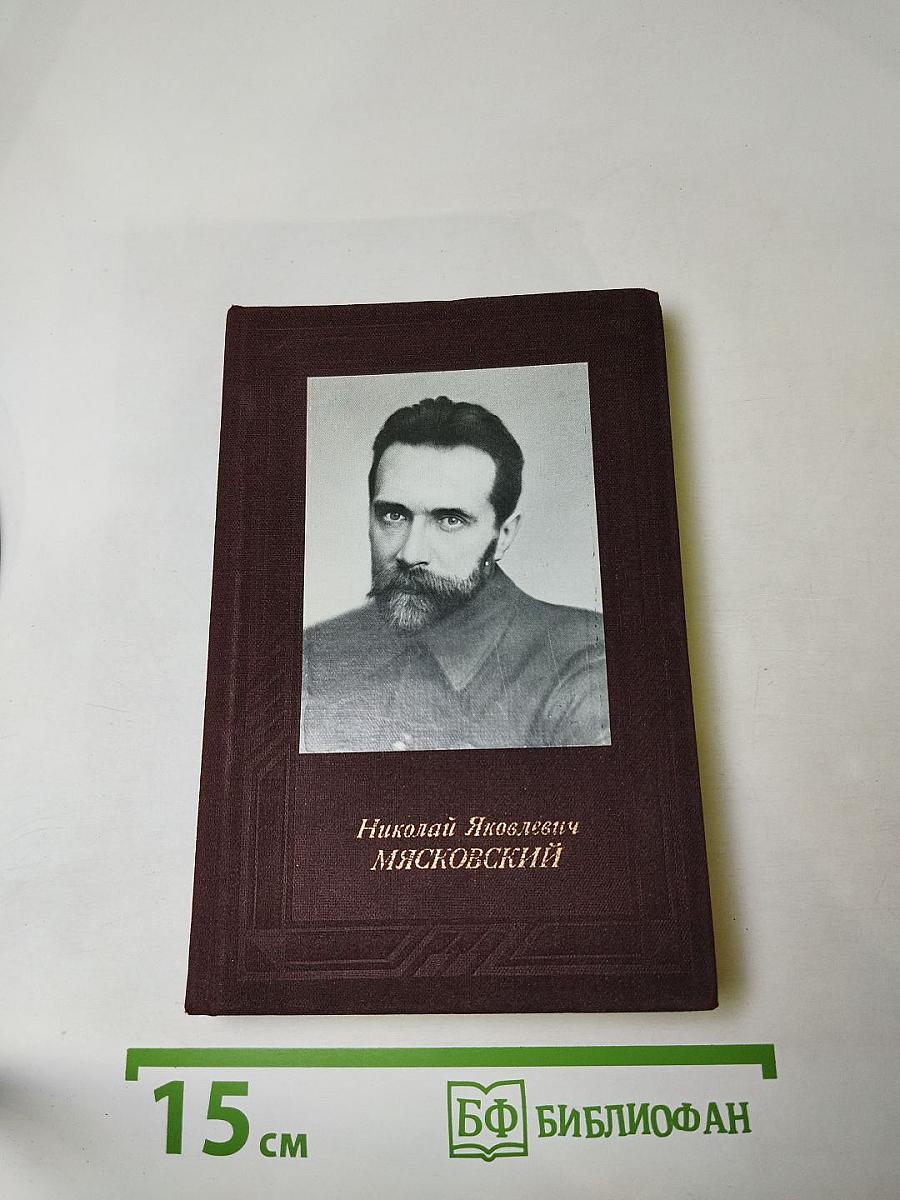 Николай Яковлевич
МЯСКОВСКИЙ
15 см
БФ БИБЛИОФАН